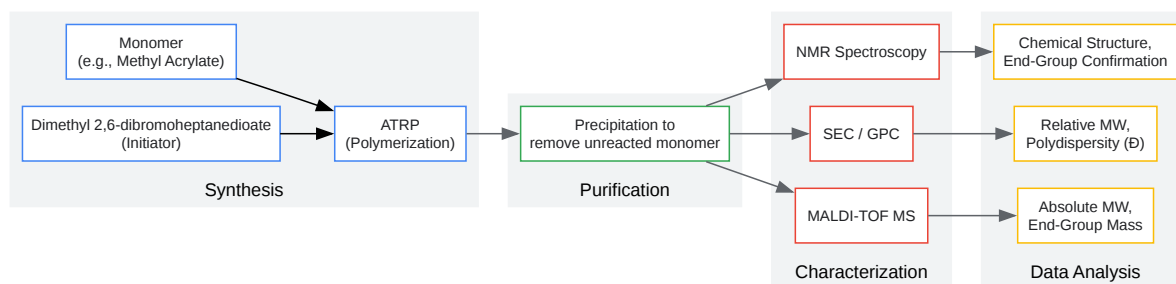 Monomer
(e.g., Methyl Acrylate)
Dimethyl 2,6-dibromoheptanedioate
(Initiator)
ATRP
(Polymerization)
Synthesis
Precipitation to
remove unreacted monomer
Purification
NMR Spectroscopy
SEC / GPC
MALDI-TOF MS
Characterization
Chemical Structure,
End-Group Confirmation
Relative MW,
Polydispersity (Đ)
Absolute MW,
End-Group Mass
Data Analysis